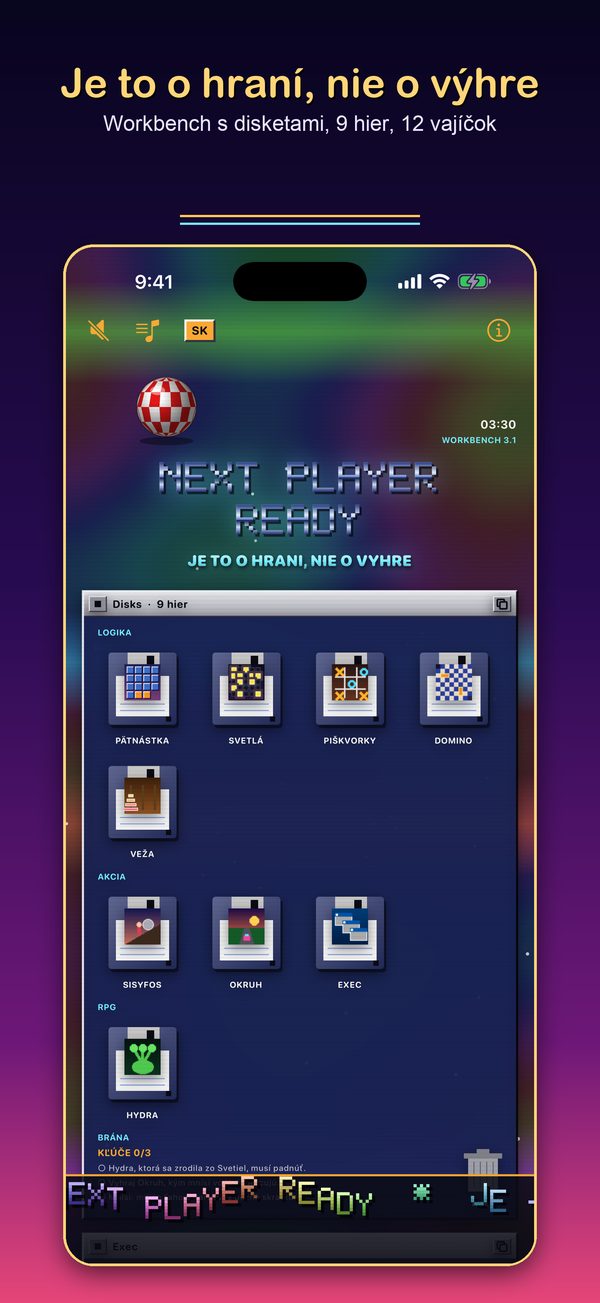 Je to o hraní, nie o výhre
Workbench s disketami, 9 hier, 12 vajíčok
9:41
SK
03:30
WORKBENCH 3.1
NEXT PLAYER
READY
JE TO O HRANI, NIE O VYHRE
Disks · 9 hier
LOGIKA
PÄTNÁSTKA SVETLÁ PIŠKVORKY DOMINO
VEŽA
AKCIA
SISYFOS OKRUH EXEC
RPG
HYDRA
BRÁNA
KĽÚČE 0/3
Hydra, ktorá sa zrodila zo Svetiel, musí padnúť.
EXT PLAYER READY JE
Exec